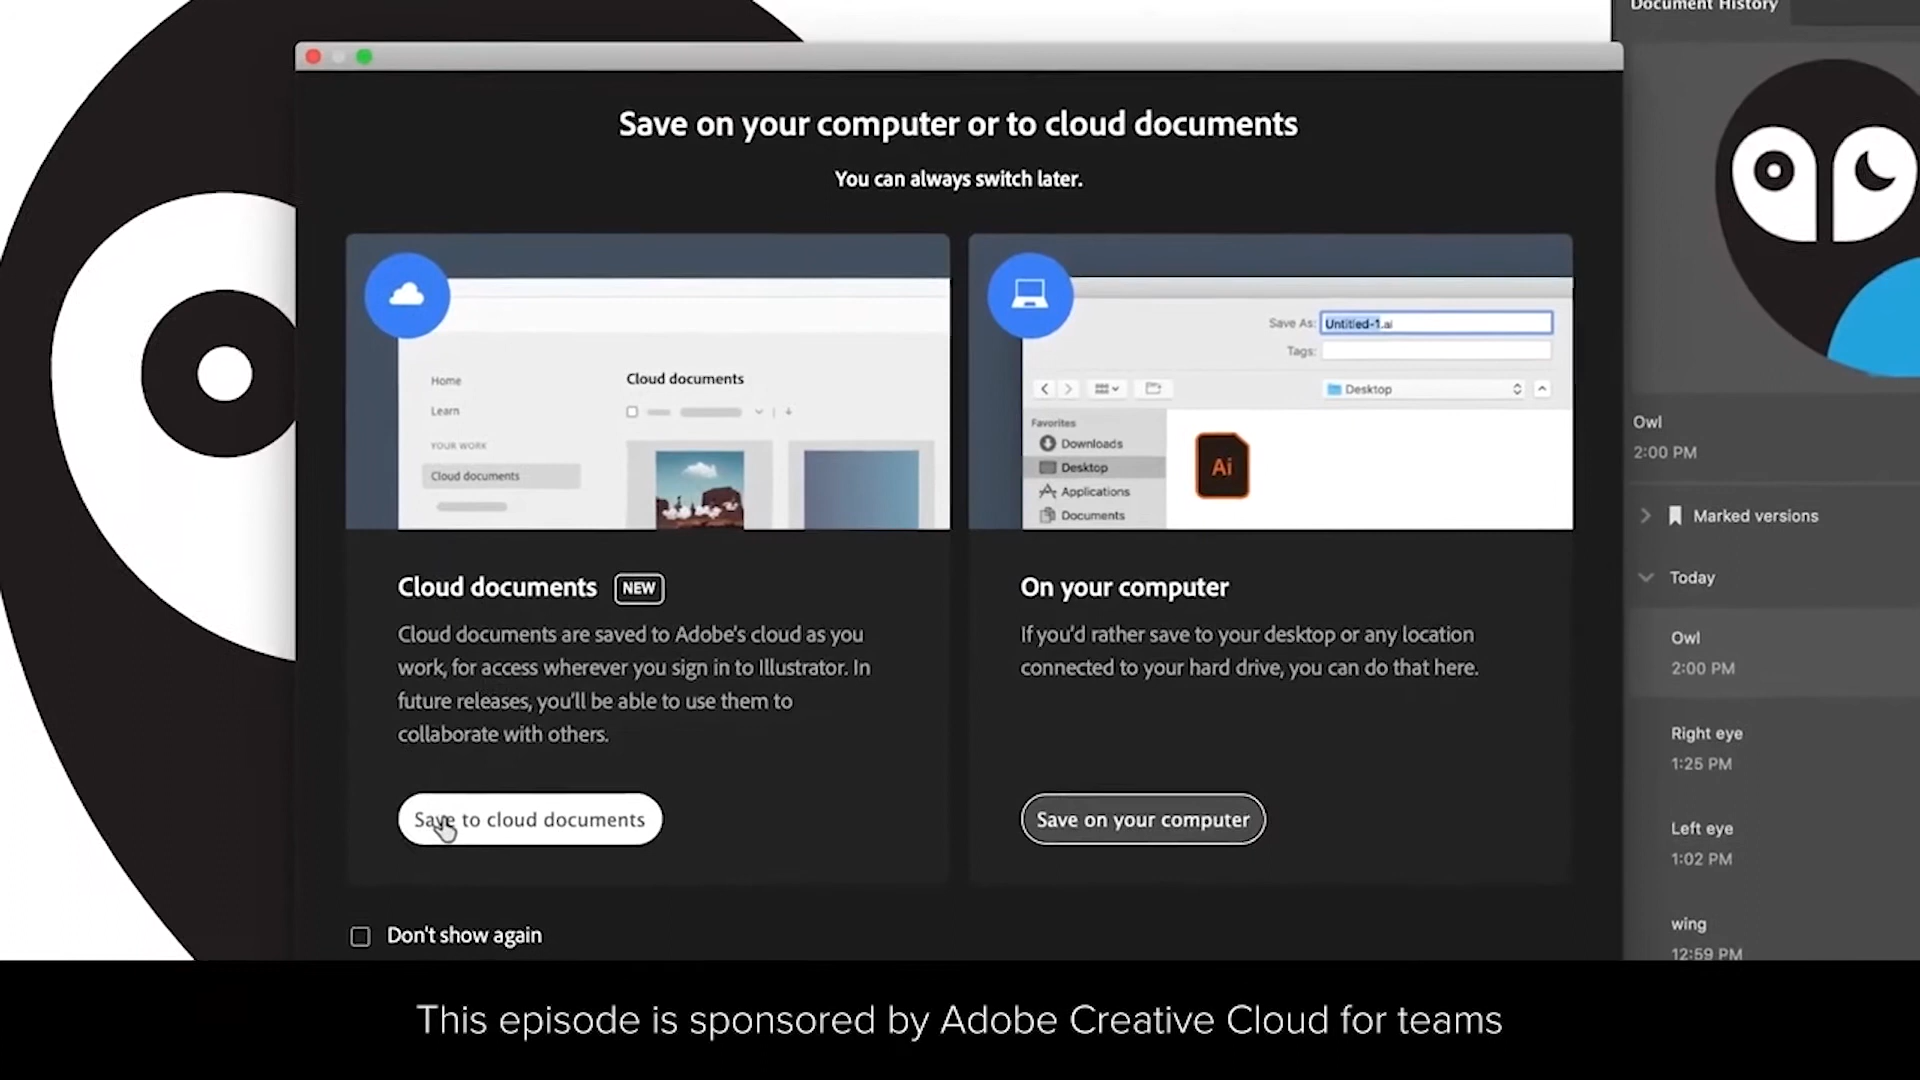 Document History
Save on your computer or to cloud documents
You can always switch later.
Home
Learn
YOUR WORK
Cloud documents
Cloud documents
Save As: Untitled-1.ai
Tags:
Desktop
Favorites
Downloads
Desktop
Applications
Documents
Ai
Cloud documents NEW
Cloud documents are saved to Adobe's cloud as you
work, for access wherever you sign in to Illustrator. In
future releases, you'll be able to use them to
collaborate with others.
Save to cloud documents
On your computer
If you'd rather save to your desktop or any location
connected to your hard drive, you can do that here.
Save on your computer
Don't show again
Owl
2:00 PM
Marked versions
Today
Owl
2:00 PM
Right eye
1:25 PM
Left eye
1:02 PM
wing
12:59 PM
This episode is sponsored by Adobe Creative Cloud for teams